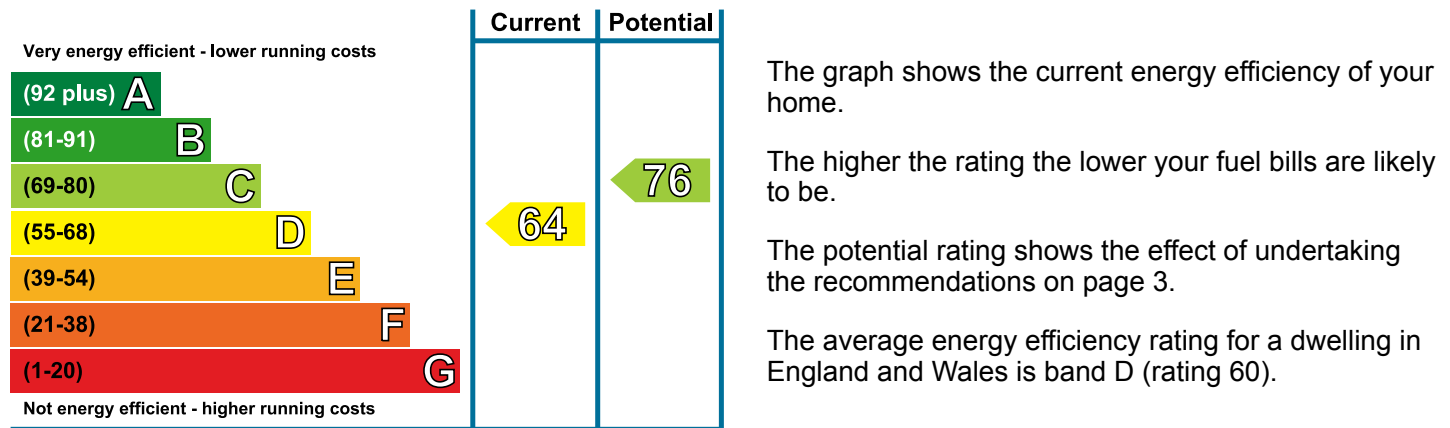 Current Potential
Very energy efficient - lower running costs
(92 plus) A
(81-91) B
(69-80) C
(55-68) D
(39-54) E
(21-38) F
(1-20) G
Not energy efficient - higher running costs
64
76
The graph shows the current energy efficiency of your
home.
The higher the rating the lower your fuel bills are likely
to be.
The potential rating shows the effect of undertaking
the recommendations on page 3.
The average energy efficiency rating for a dwelling in
England and Wales is band D (rating 60).